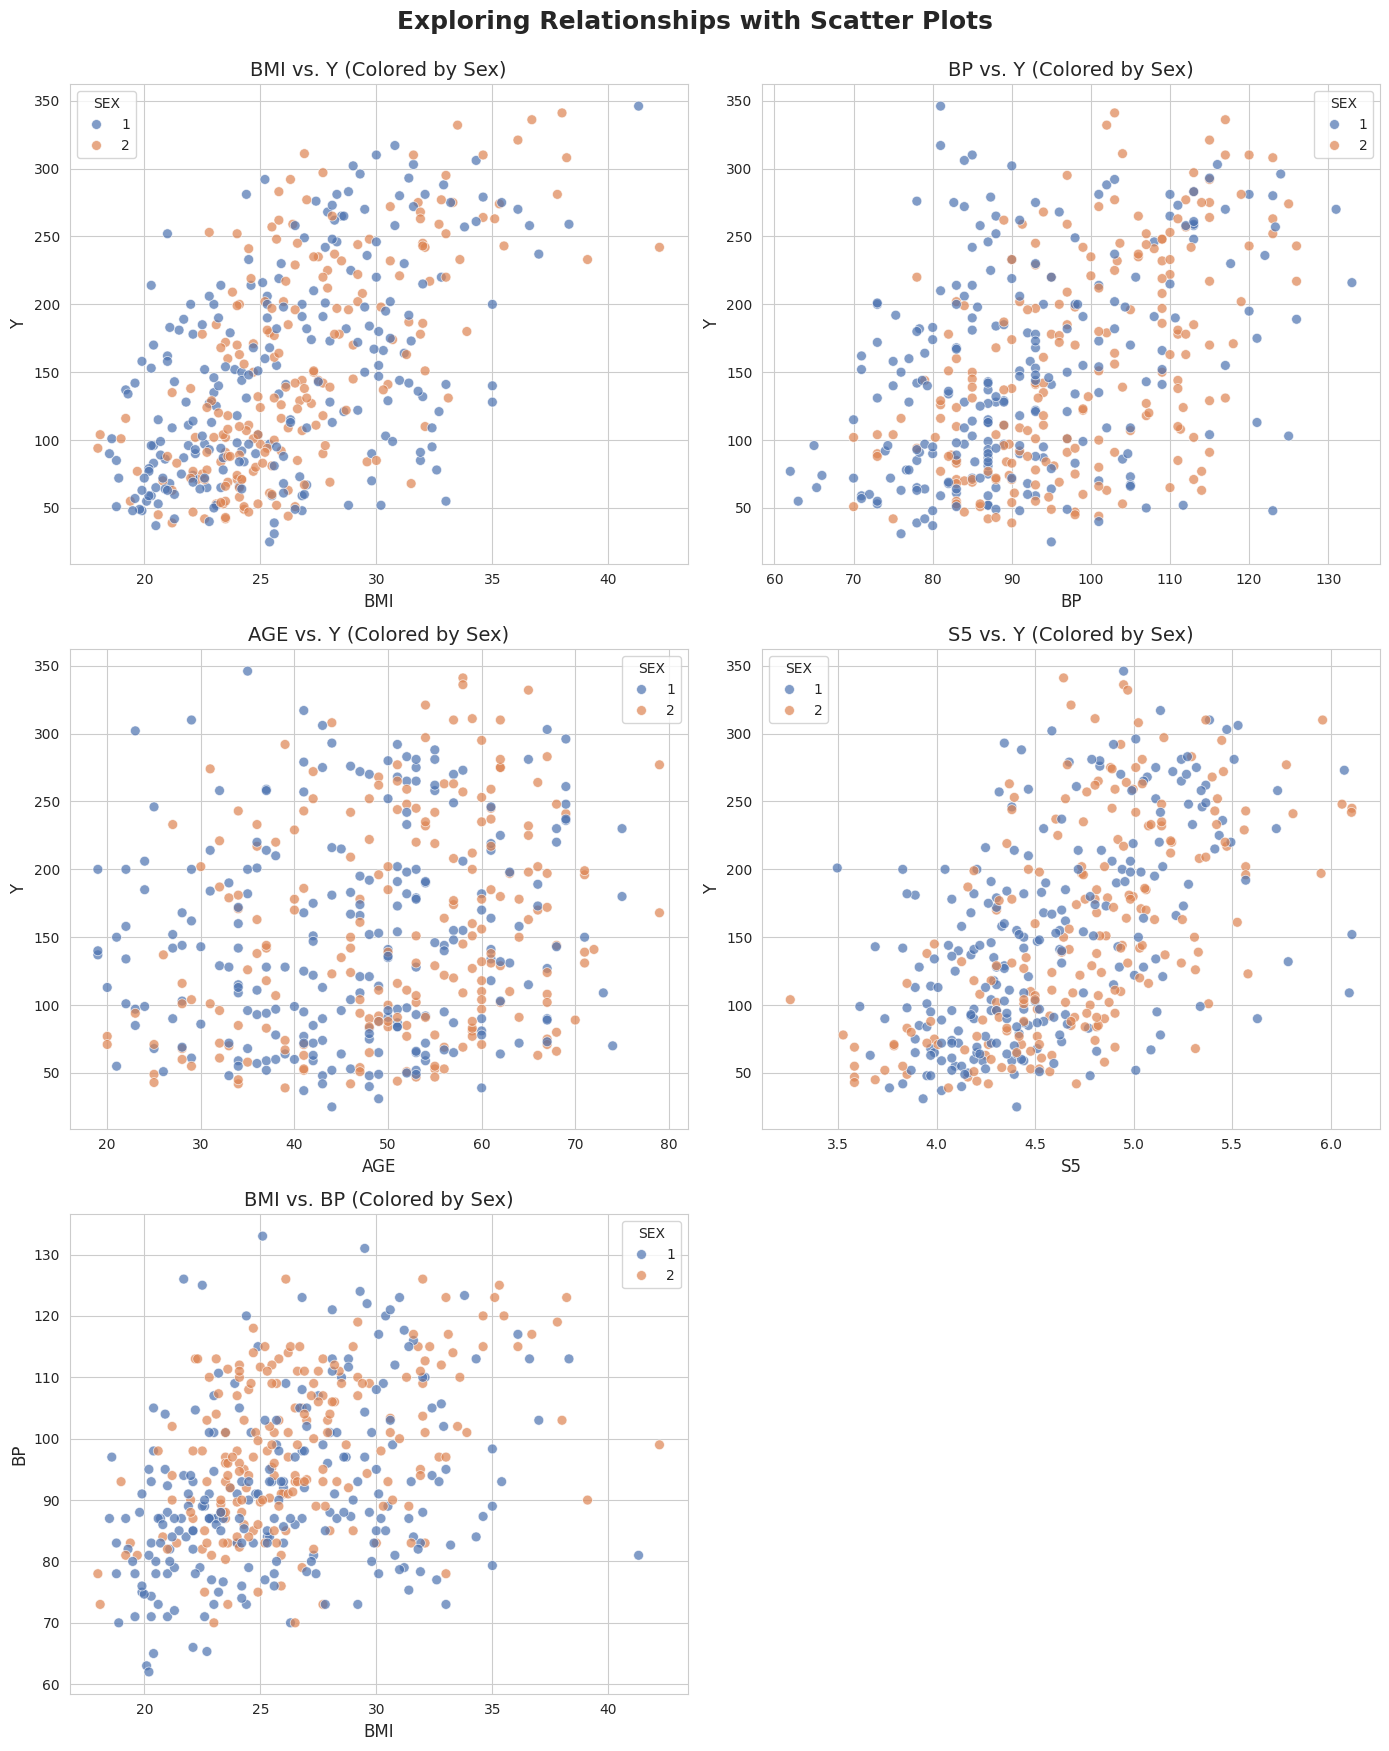 Exploring Relationships with Scatter Plots
BMI vs. Y (Colored by Sex)
SEX
1
2
350
300
250
200
150
100
50
Y
20 25 30 35 40
BMI
BP vs. Y (Colored by Sex)
SEX
1
2
350
300
250
200
150
100
50
Y
60 70 80 90 100 110 120 130
BP
AGE vs. Y (Colored by Sex)
SEX
1
2
350
300
250
200
150
100
50
Y
20 30 40 50 60 70 80
AGE
S5 vs. Y (Colored by Sex)
SEX
1
2
350
300
250
200
150
100
50
Y
3.5 4.0 4.5 5.0 5.5 6.0
S5
BMI vs. BP (Colored by Sex)
SEX
1
2
130
120
110
100
90
80
70
60
BP
20 25 30 35 40
BMI